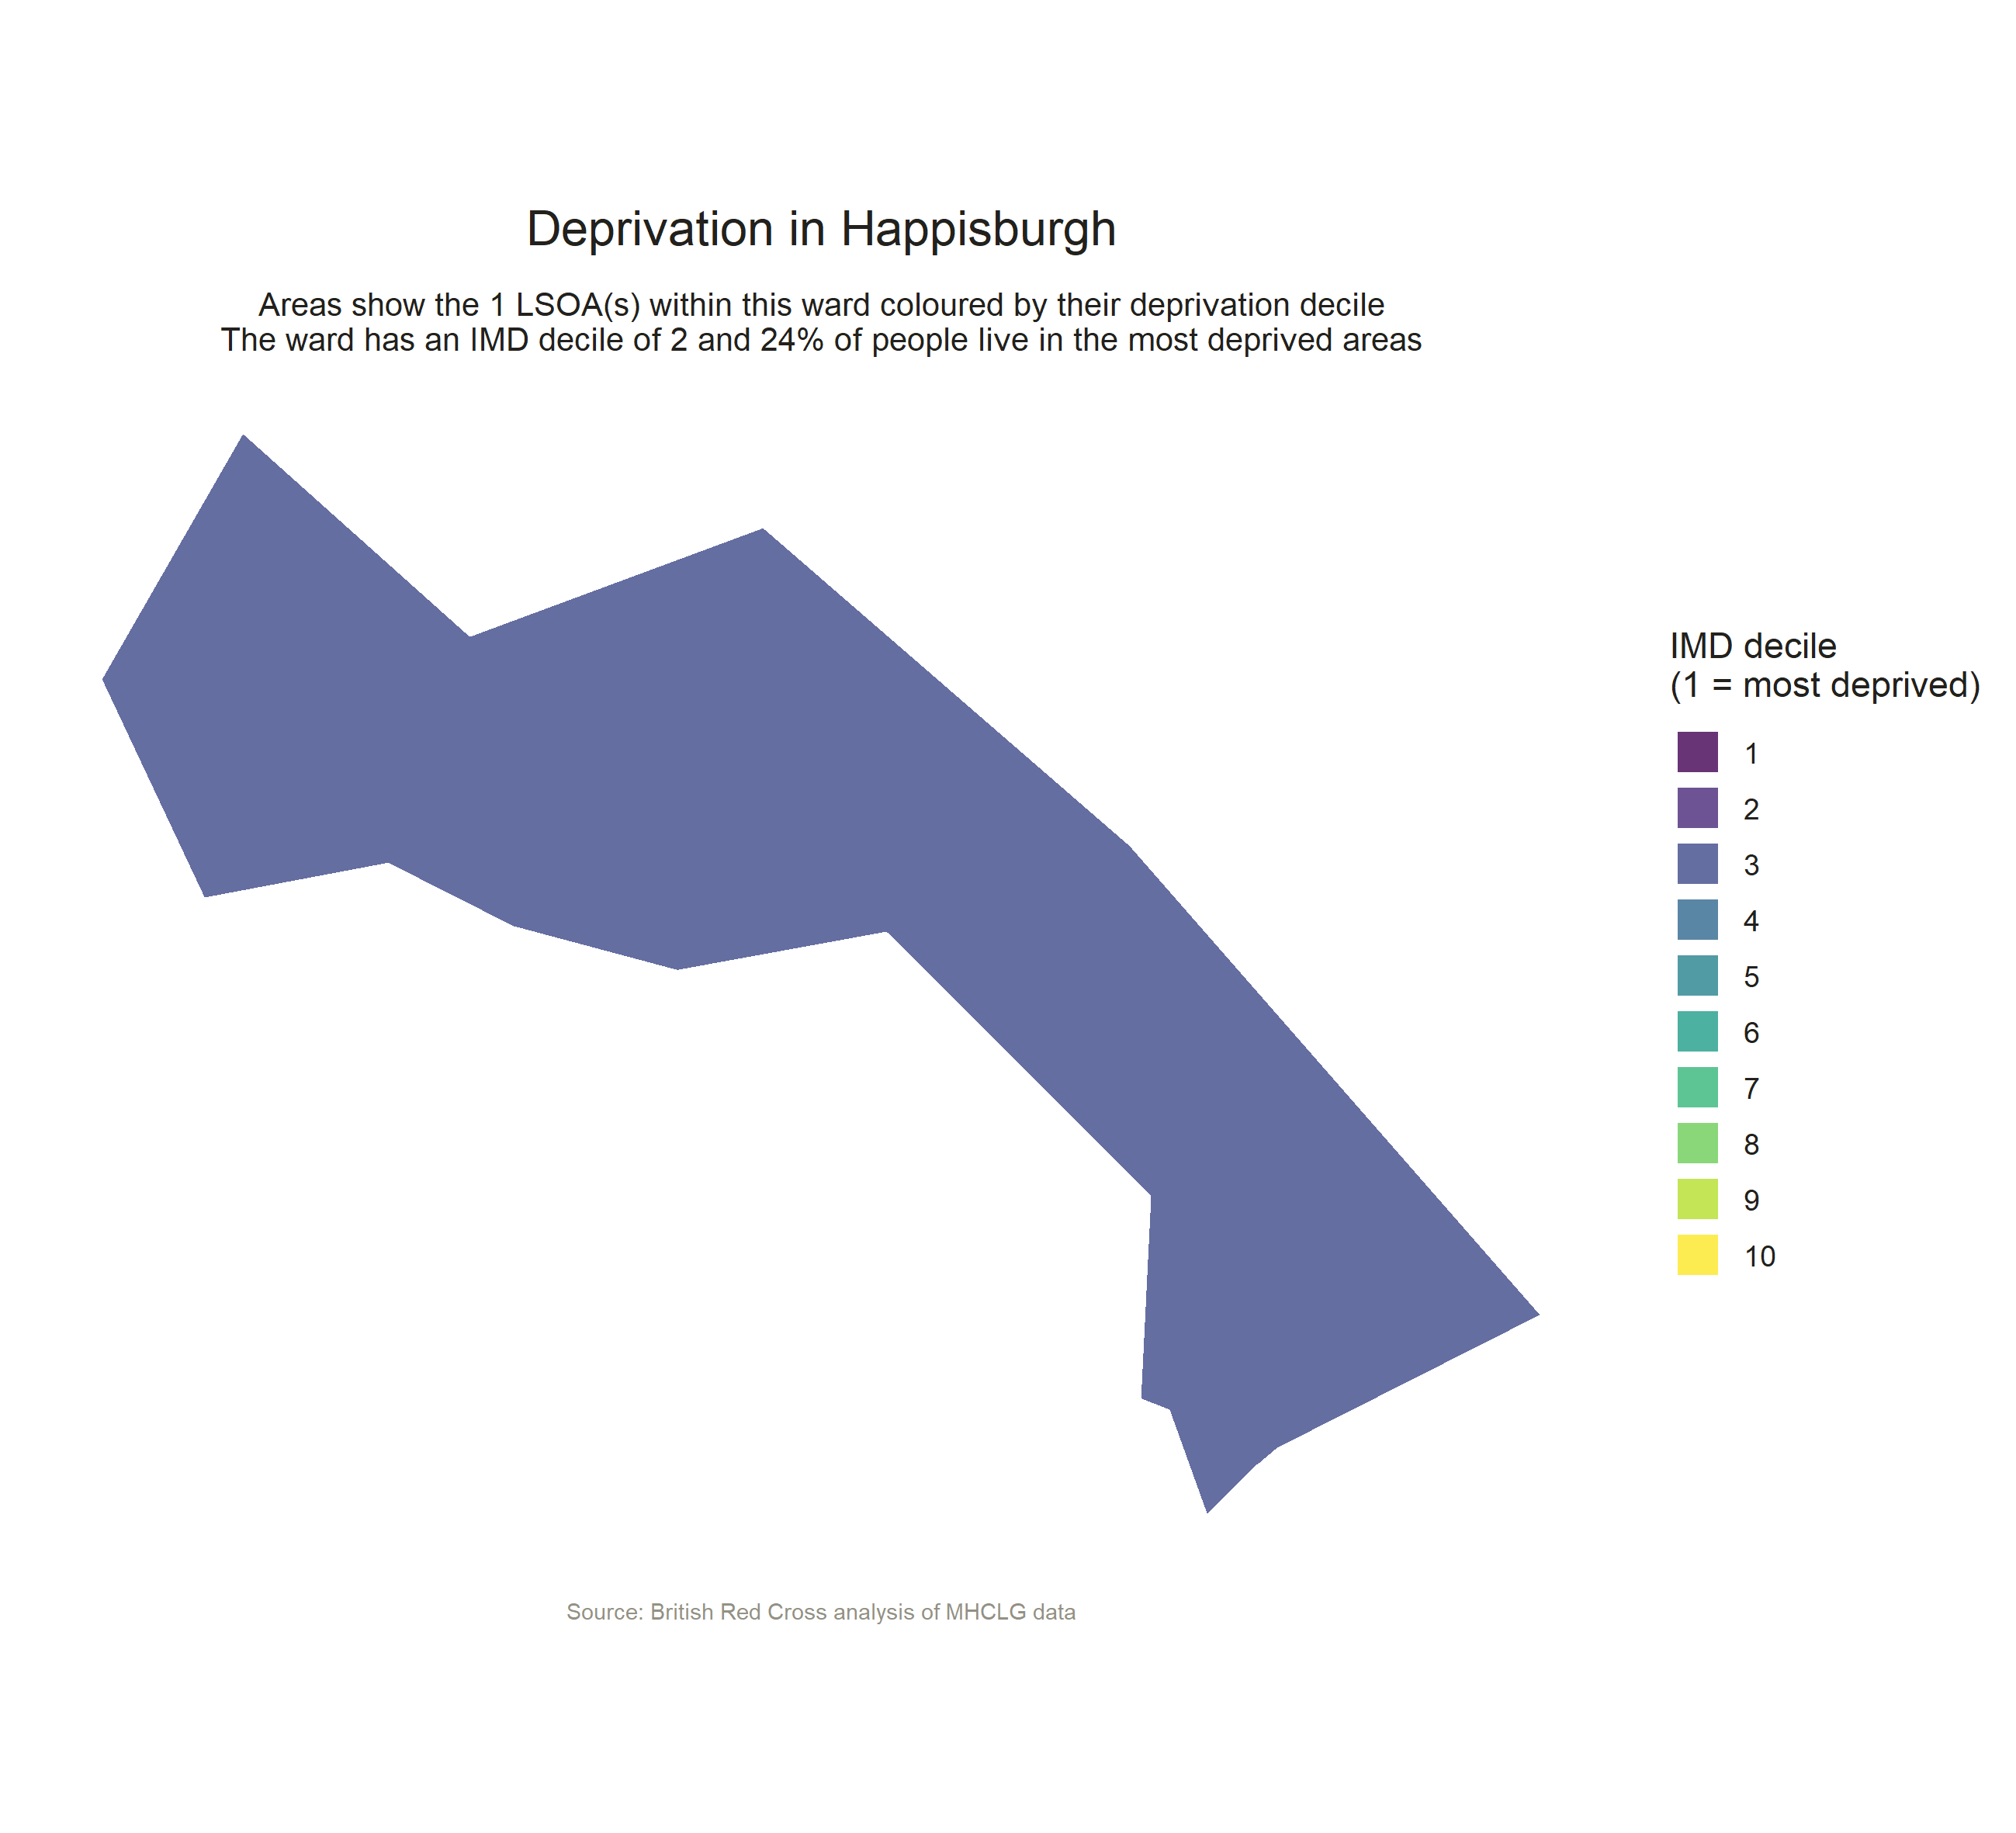 Deprivation in Happisburgh
Areas show the 1 LSOA(s) within this ward coloured by their deprivation decile
The ward has an IMD decile of 2 and 24% of people live in the most deprived areas
IMD decile
(1 = most deprived)
1
2
3
4
5
6
7
8
9
10
Source: British Red Cross analysis of MHCLG data